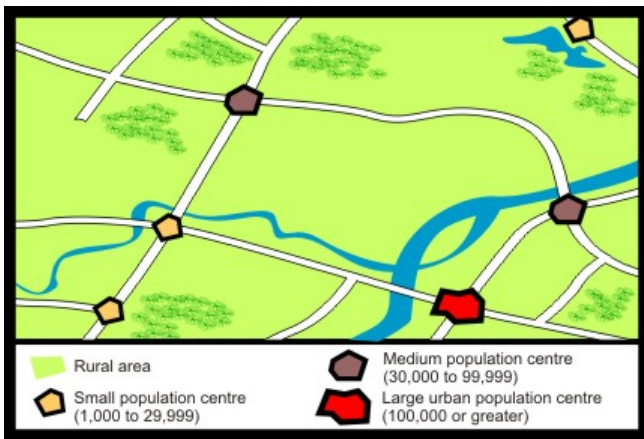 Rural area
Small population centre
(1,000 to 29,999)
Medium population centre
(30,000 to 99,999)
Large urban population centre
(100,000 or greater)